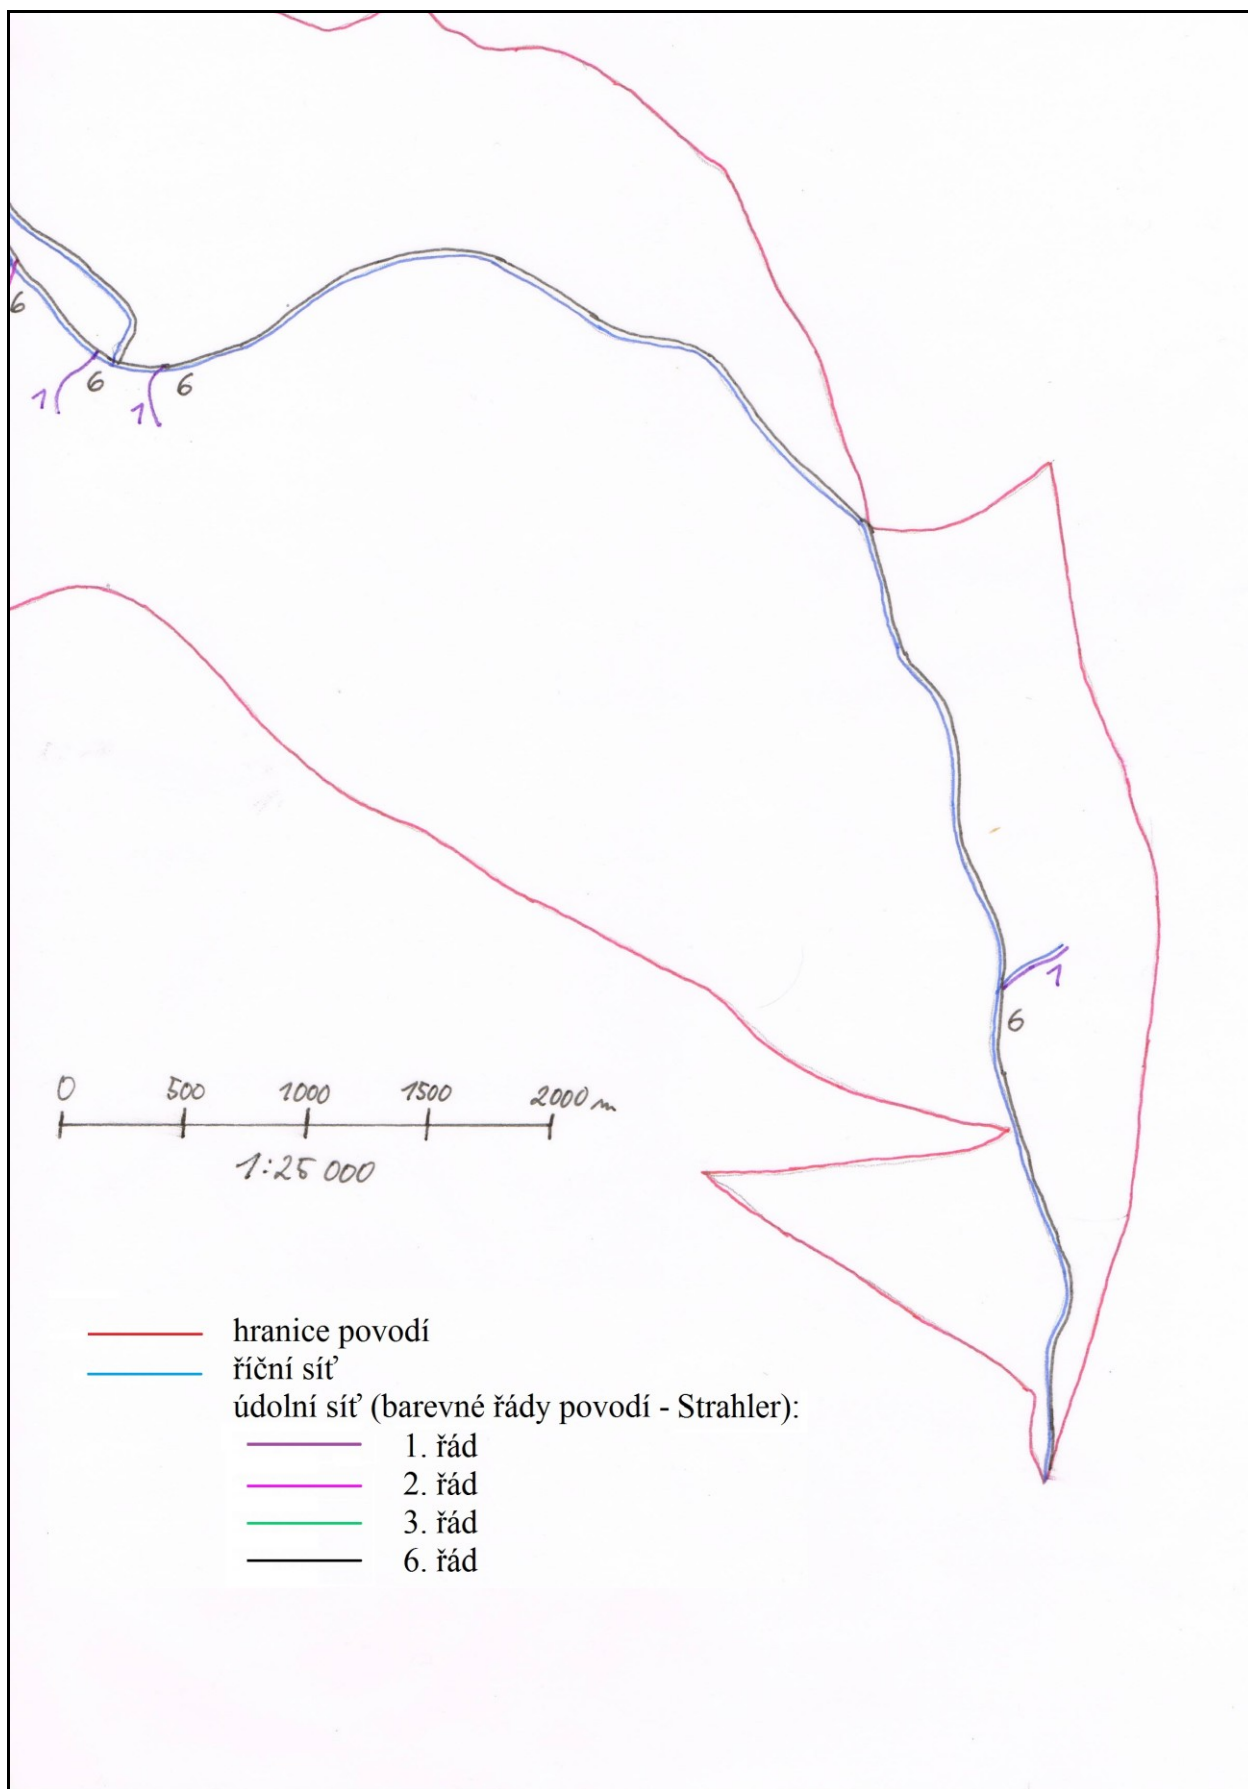 6
1 6 1 6
1
6
0 500 1000 1500 2000 m
1:25 000
hranice povodí
říční síť
údolní síť (barevné řády povodí - Strahler):
1. řád
2. řád
3. řád
6. řád